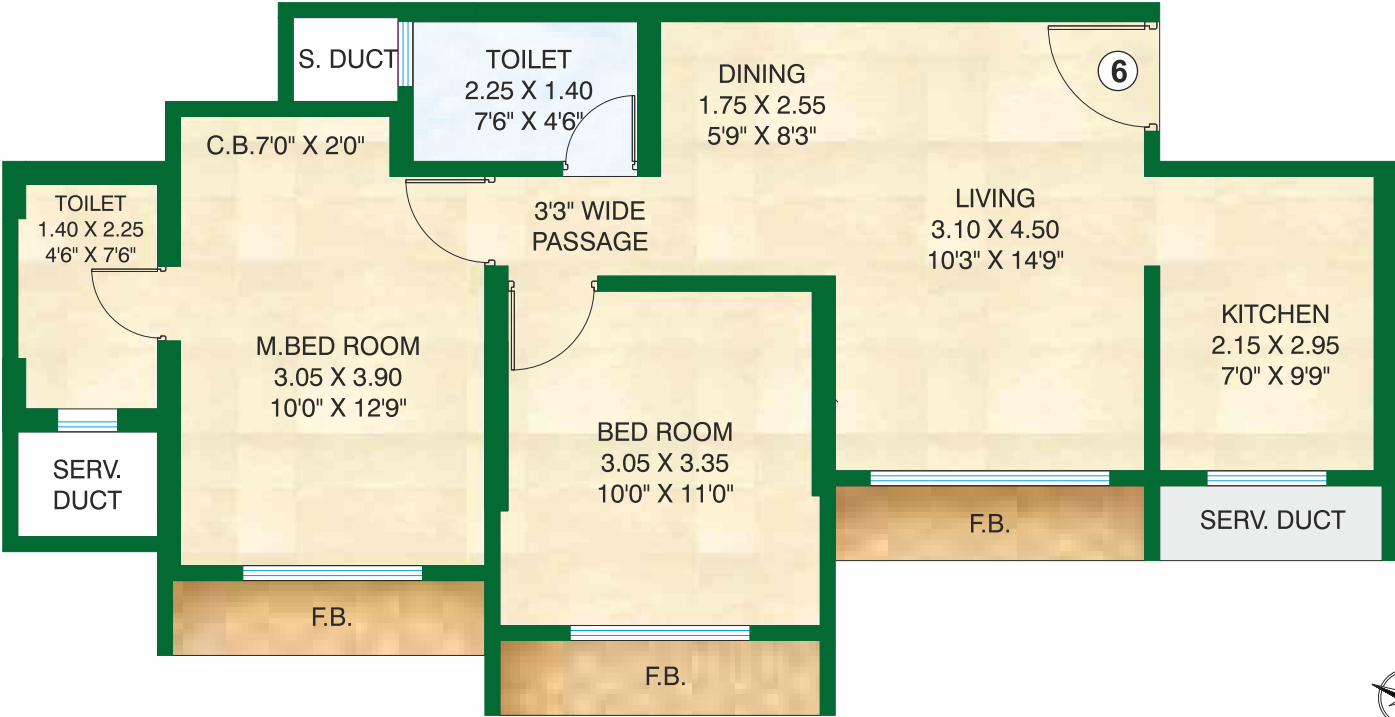 S. DUCT
TOILET
2.25 X 1.40
7'6" X 4'6"
DINING
1.75 X 2.55
5'9" X 8'3"
6
C.B.7'0" X 2'0"
TOILET
1.40 X 2.25
4'6" X 7'6"
3'3" WIDE
PASSAGE
LIVING
3.10 X 4.50
10'3" X 14'9"
KITCHEN
2.15 X 2.95
7'0" X 9'9"
M.BED ROOM
3.05 X 3.90
10'0" X 12'9"
BED ROOM
3.05 X 3.35
10'0" X 11'0"
SERV.
DUCT
F.B.
SERV. DUCT
F.B.
F.B.